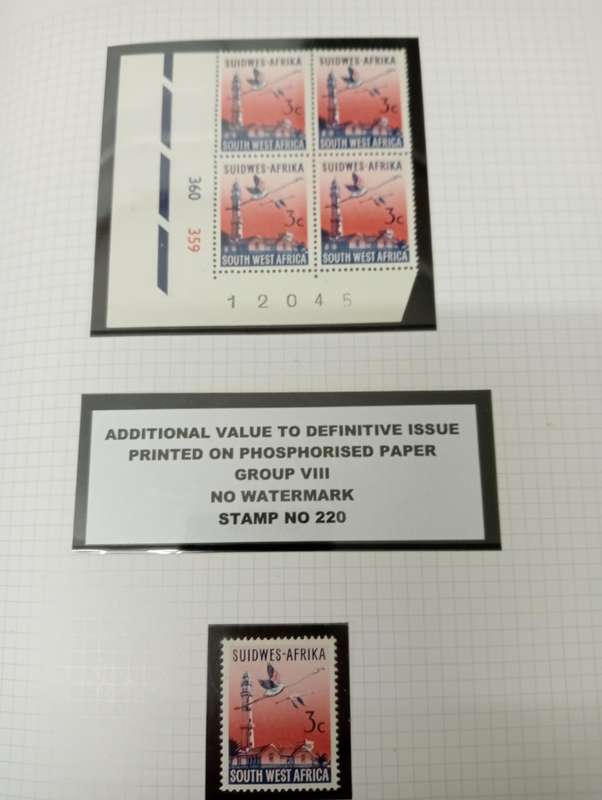 SUIDWES-AFRIKA SUIDWES-AFRIKA
3c 3c
SOUTH WEST AFRICA SOUTH WEST AFRICA
SUIDWES-AFRIKA SUIDWES-AFRIKA
3c 3c
SOUTH WEST AFRICA SOUTH WEST AFRICA
360
359
1 2 0 4 5
ADDITIONAL VALUE TO DEFINITIVE ISSUE
PRINTED ON PHOSPHORISED PAPER
GROUP VIII
NO WATERMARK
STAMP NO 220
SUIDWES-AFRIKA
3c
SOUTH WEST AFRICA